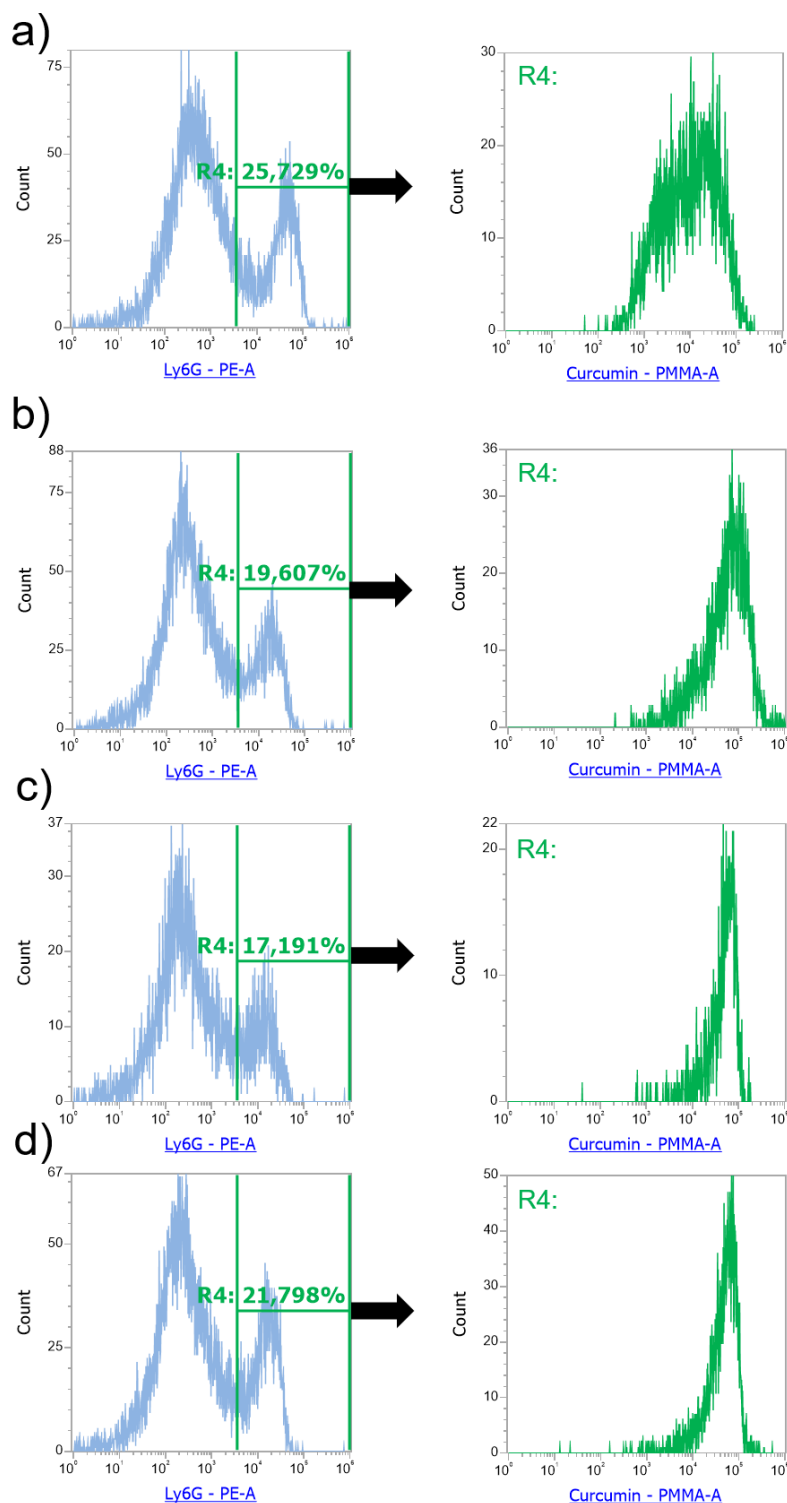 a)
75
50
25
0
Count
R4: 25,729%
10⁰ 10¹ 10² 10³ 10⁴ 10⁵ 10⁶
Ly6G - PE-A
30
20
10
0
Count
R4:
10⁰ 10¹ 10² 10³ 10⁴ 10⁵ 10⁶
Curcumin - PMMA-A
b)
88
75
50
25
0
Count
R4: 19,607%
10⁰ 10¹ 10² 10³ 10⁴ 10⁵ 10⁶
Ly6G - PE-A
36
30
20
10
0
Count
R4:
10⁰ 10¹ 10² 10³ 10⁴ 10⁵ 10⁶
Curcumin - PMMA-A
c)
37
30
20
10
0
Count
R4: 17,191%
10⁰ 10¹ 10² 10³ 10⁴ 10⁵ 10⁶
Ly6G - PE-A
22
20
10
0
Count
R4:
10⁰ 10¹ 10² 10³ 10⁴ 10⁵ 10⁶
Curcumin - PMMA-A
d)
67
50
25
0
Count
R4: 21,798%
10⁰ 10¹ 10² 10³ 10⁴ 10⁵ 10⁶
Ly6G - PE-A
50
40
30
20
10
0
Count
R4:
10⁰ 10¹ 10² 10³ 10⁴ 10⁵ 10⁶
Curcumin - PMMA-A